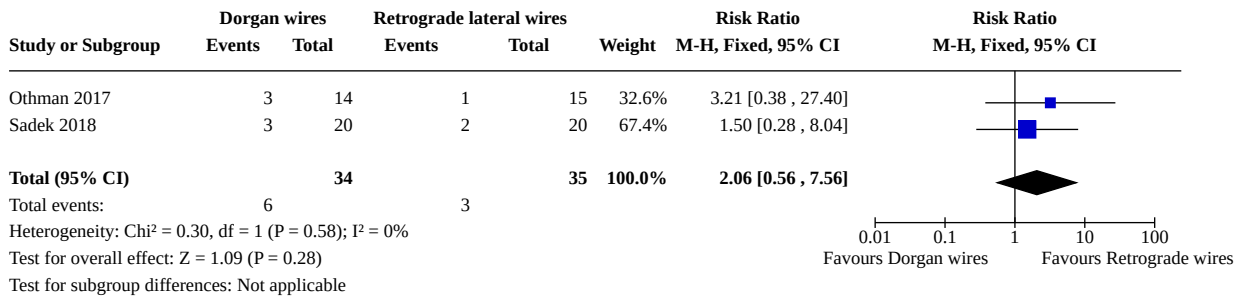 Dorgan wires Retrograde lateral wires Risk Ratio Risk Ratio
Study or Subgroup Events Total Events Total Weight M-H, Fixed, 95% CI M-H, Fixed, 95% CI
Othman 2017 3 14 1 15 32.6% 3.21 [0.38 , 27.40]
Sadek 2018 3 20 2 20 67.4% 1.50 [0.28 , 8.04]
Total (95% CI) 34 35 100.0% 2.06 [0.56 , 7.56]
Total events: 6 3
Heterogeneity: Chi² = 0.30, df = 1 (P = 0.58); I² = 0%
0.01 0.1 1 10 100
Test for overall effect: Z = 1.09 (P = 0.28) Favours Dorgan wires Favours Retrograde wires
Test for subgroup differences: Not applicable